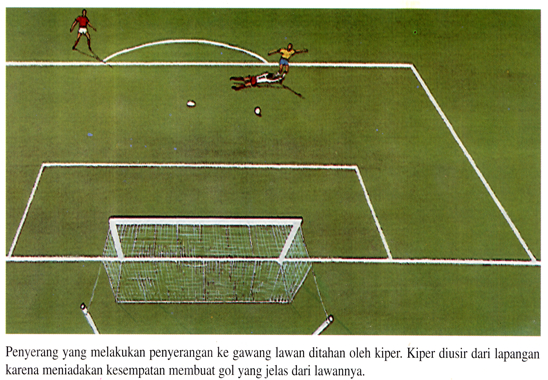 Penyerang yang melakukan penyerangan ke gawang lawan ditahan oleh kiper. Kiper diusir dari lapangan
karena meniadakan kesempatan membuat gol yang jelas dari lawannya.